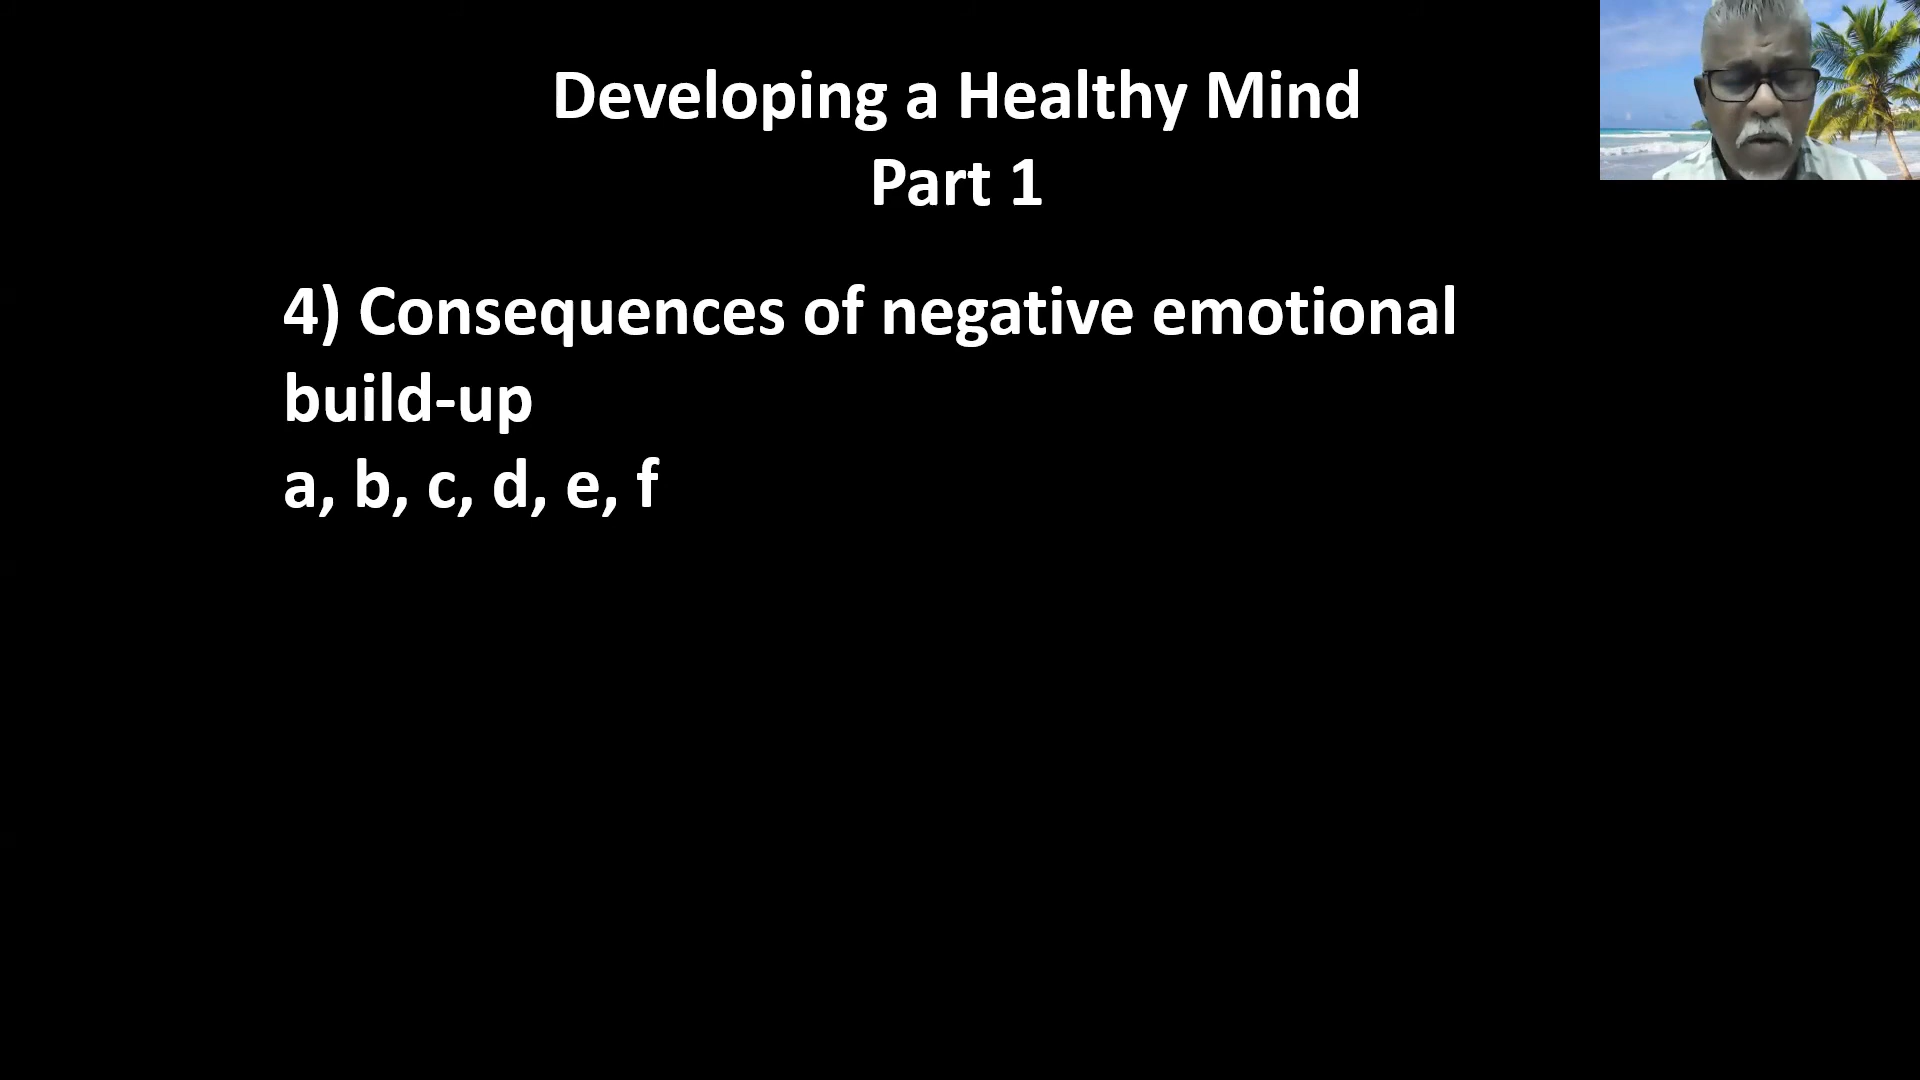 Developing a Healthy Mind
Part 1
4) Consequences of negative emotional
build-up
a, b, c, d, e, f